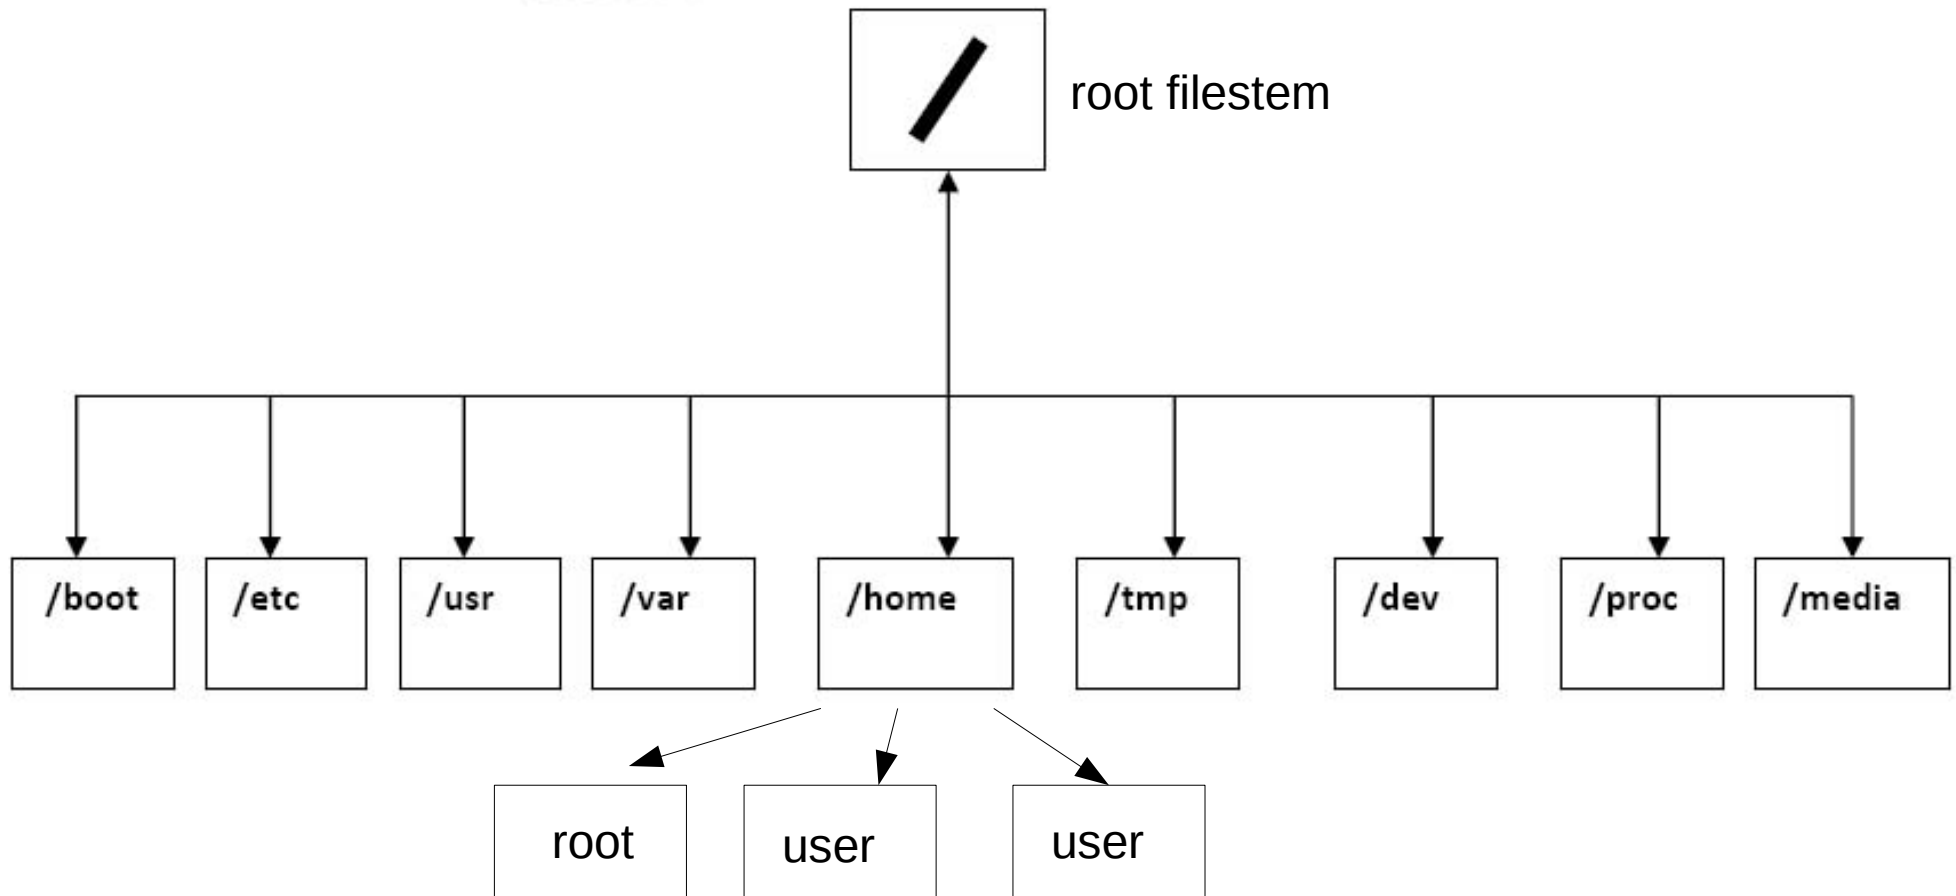 /
root filestem
/boot /etc /usr /var /home /tmp /dev /proc /media
root user user